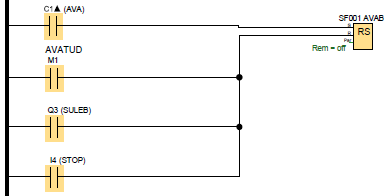 C1▲ (AVA)
SF001 AVAB
S
R
RS
Par
Rem = off
AVATUD
M1
Q3 (SULEB)
I4 (STOP)